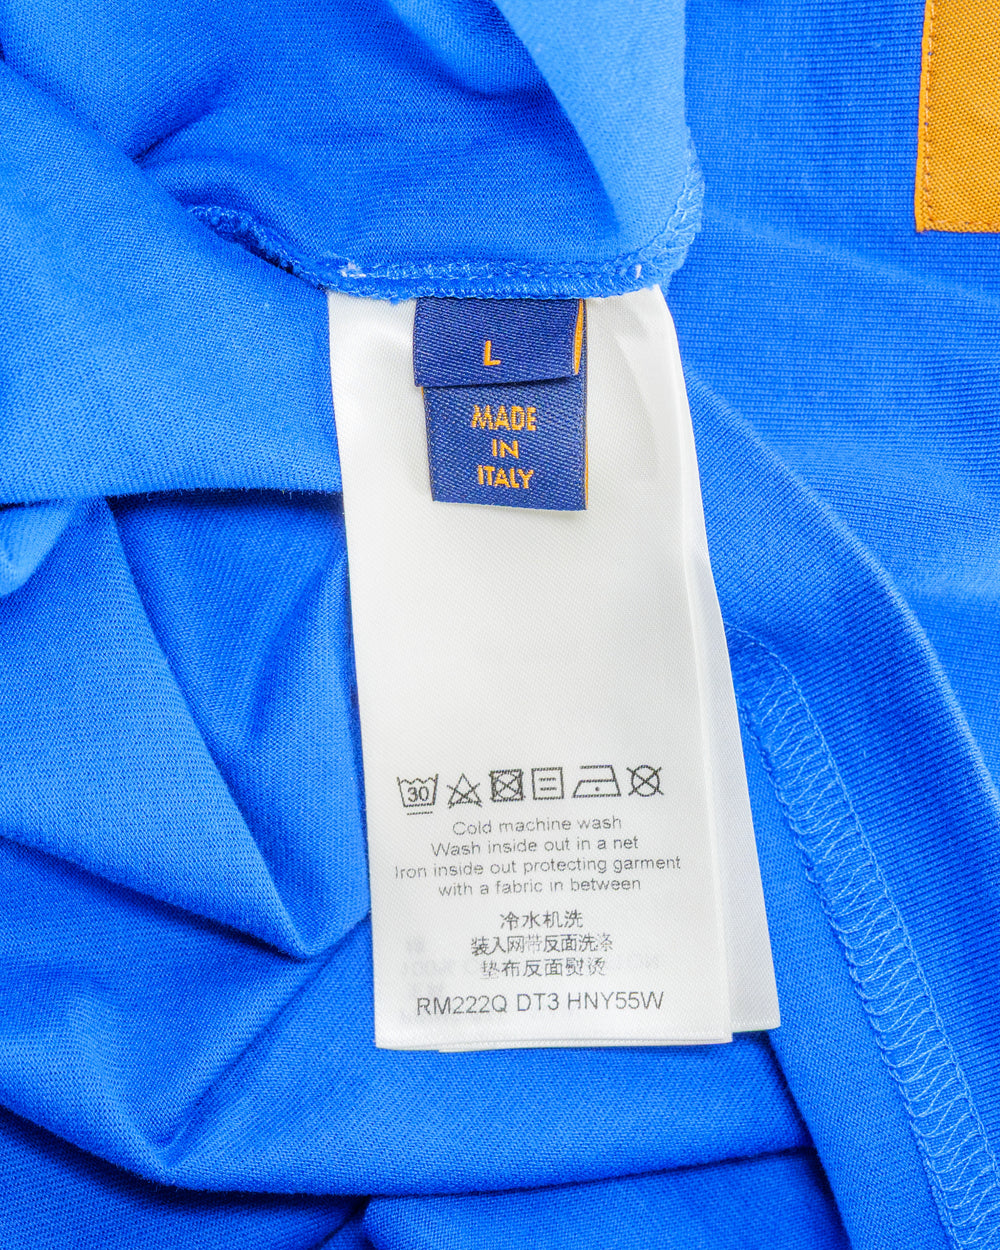 L
MADE
IN
ITALY
30
Cold machine wash
Wash inside out in a net
Iron inside out protecting garment
with a fabric in between
冷水机洗
装入网带反面洗涤
垫布反面熨烫
RM222Q DT3 HNY55W